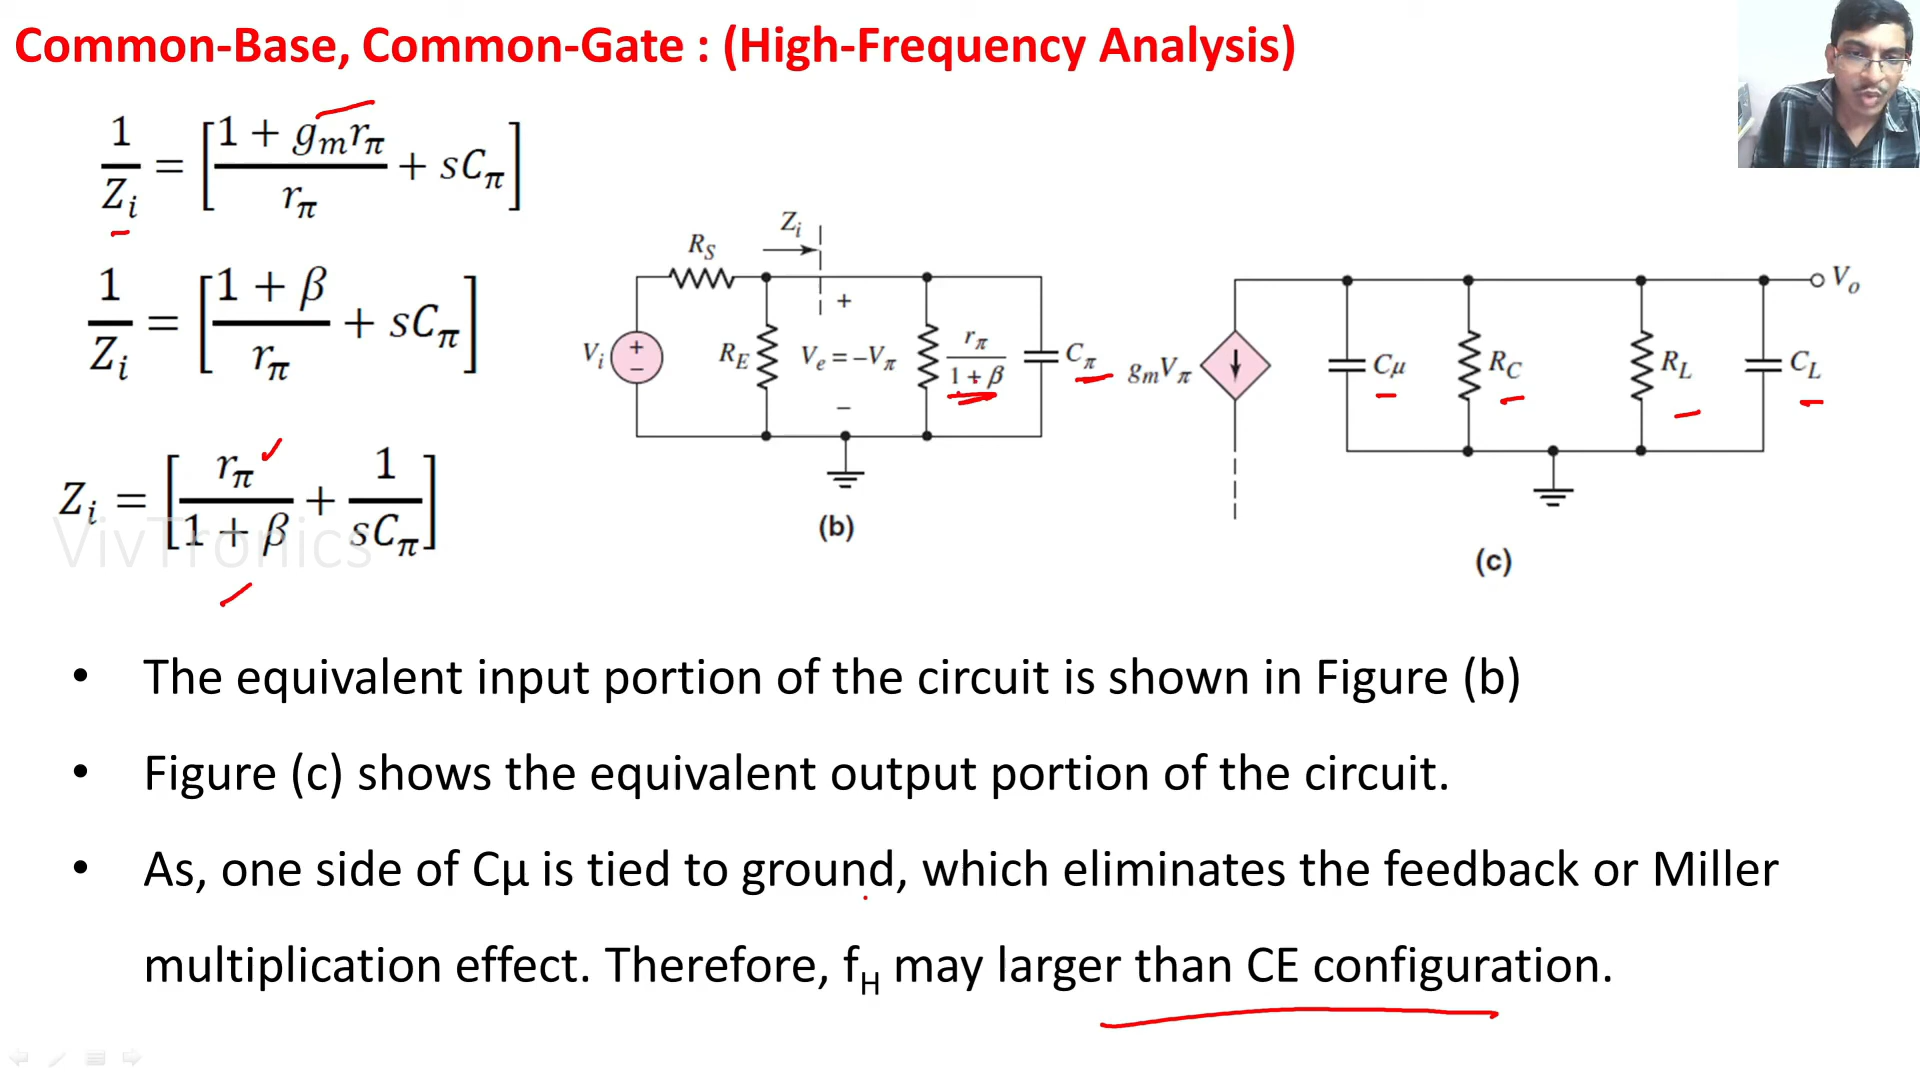 Common-Base, Common-Gate : (High-Frequency Analysis)
1/Z_i = [(1 + g_m r_π)/r_π + sC_π]
1/Z_i = [(1 + β)/r_π + sC_π]
Z_i = [r_π/(1 + β) + 1/(sC_π)]
VivTronics
R_S
Z_i
V_i
+
−
R_E
+
V_e = −V_π
−
r_π/(1 + β)
C_π
(b)
g_mV_π
Cμ
R_C
R_L
C_L
V_o
(c)
• The equivalent input portion of the circuit is shown in Figure (b)
• Figure (c) shows the equivalent output portion of the circuit.
• As, one side of Cμ is tied to ground, which eliminates the feedback or Miller
multiplication effect. Therefore, f_H may larger than CE configuration.